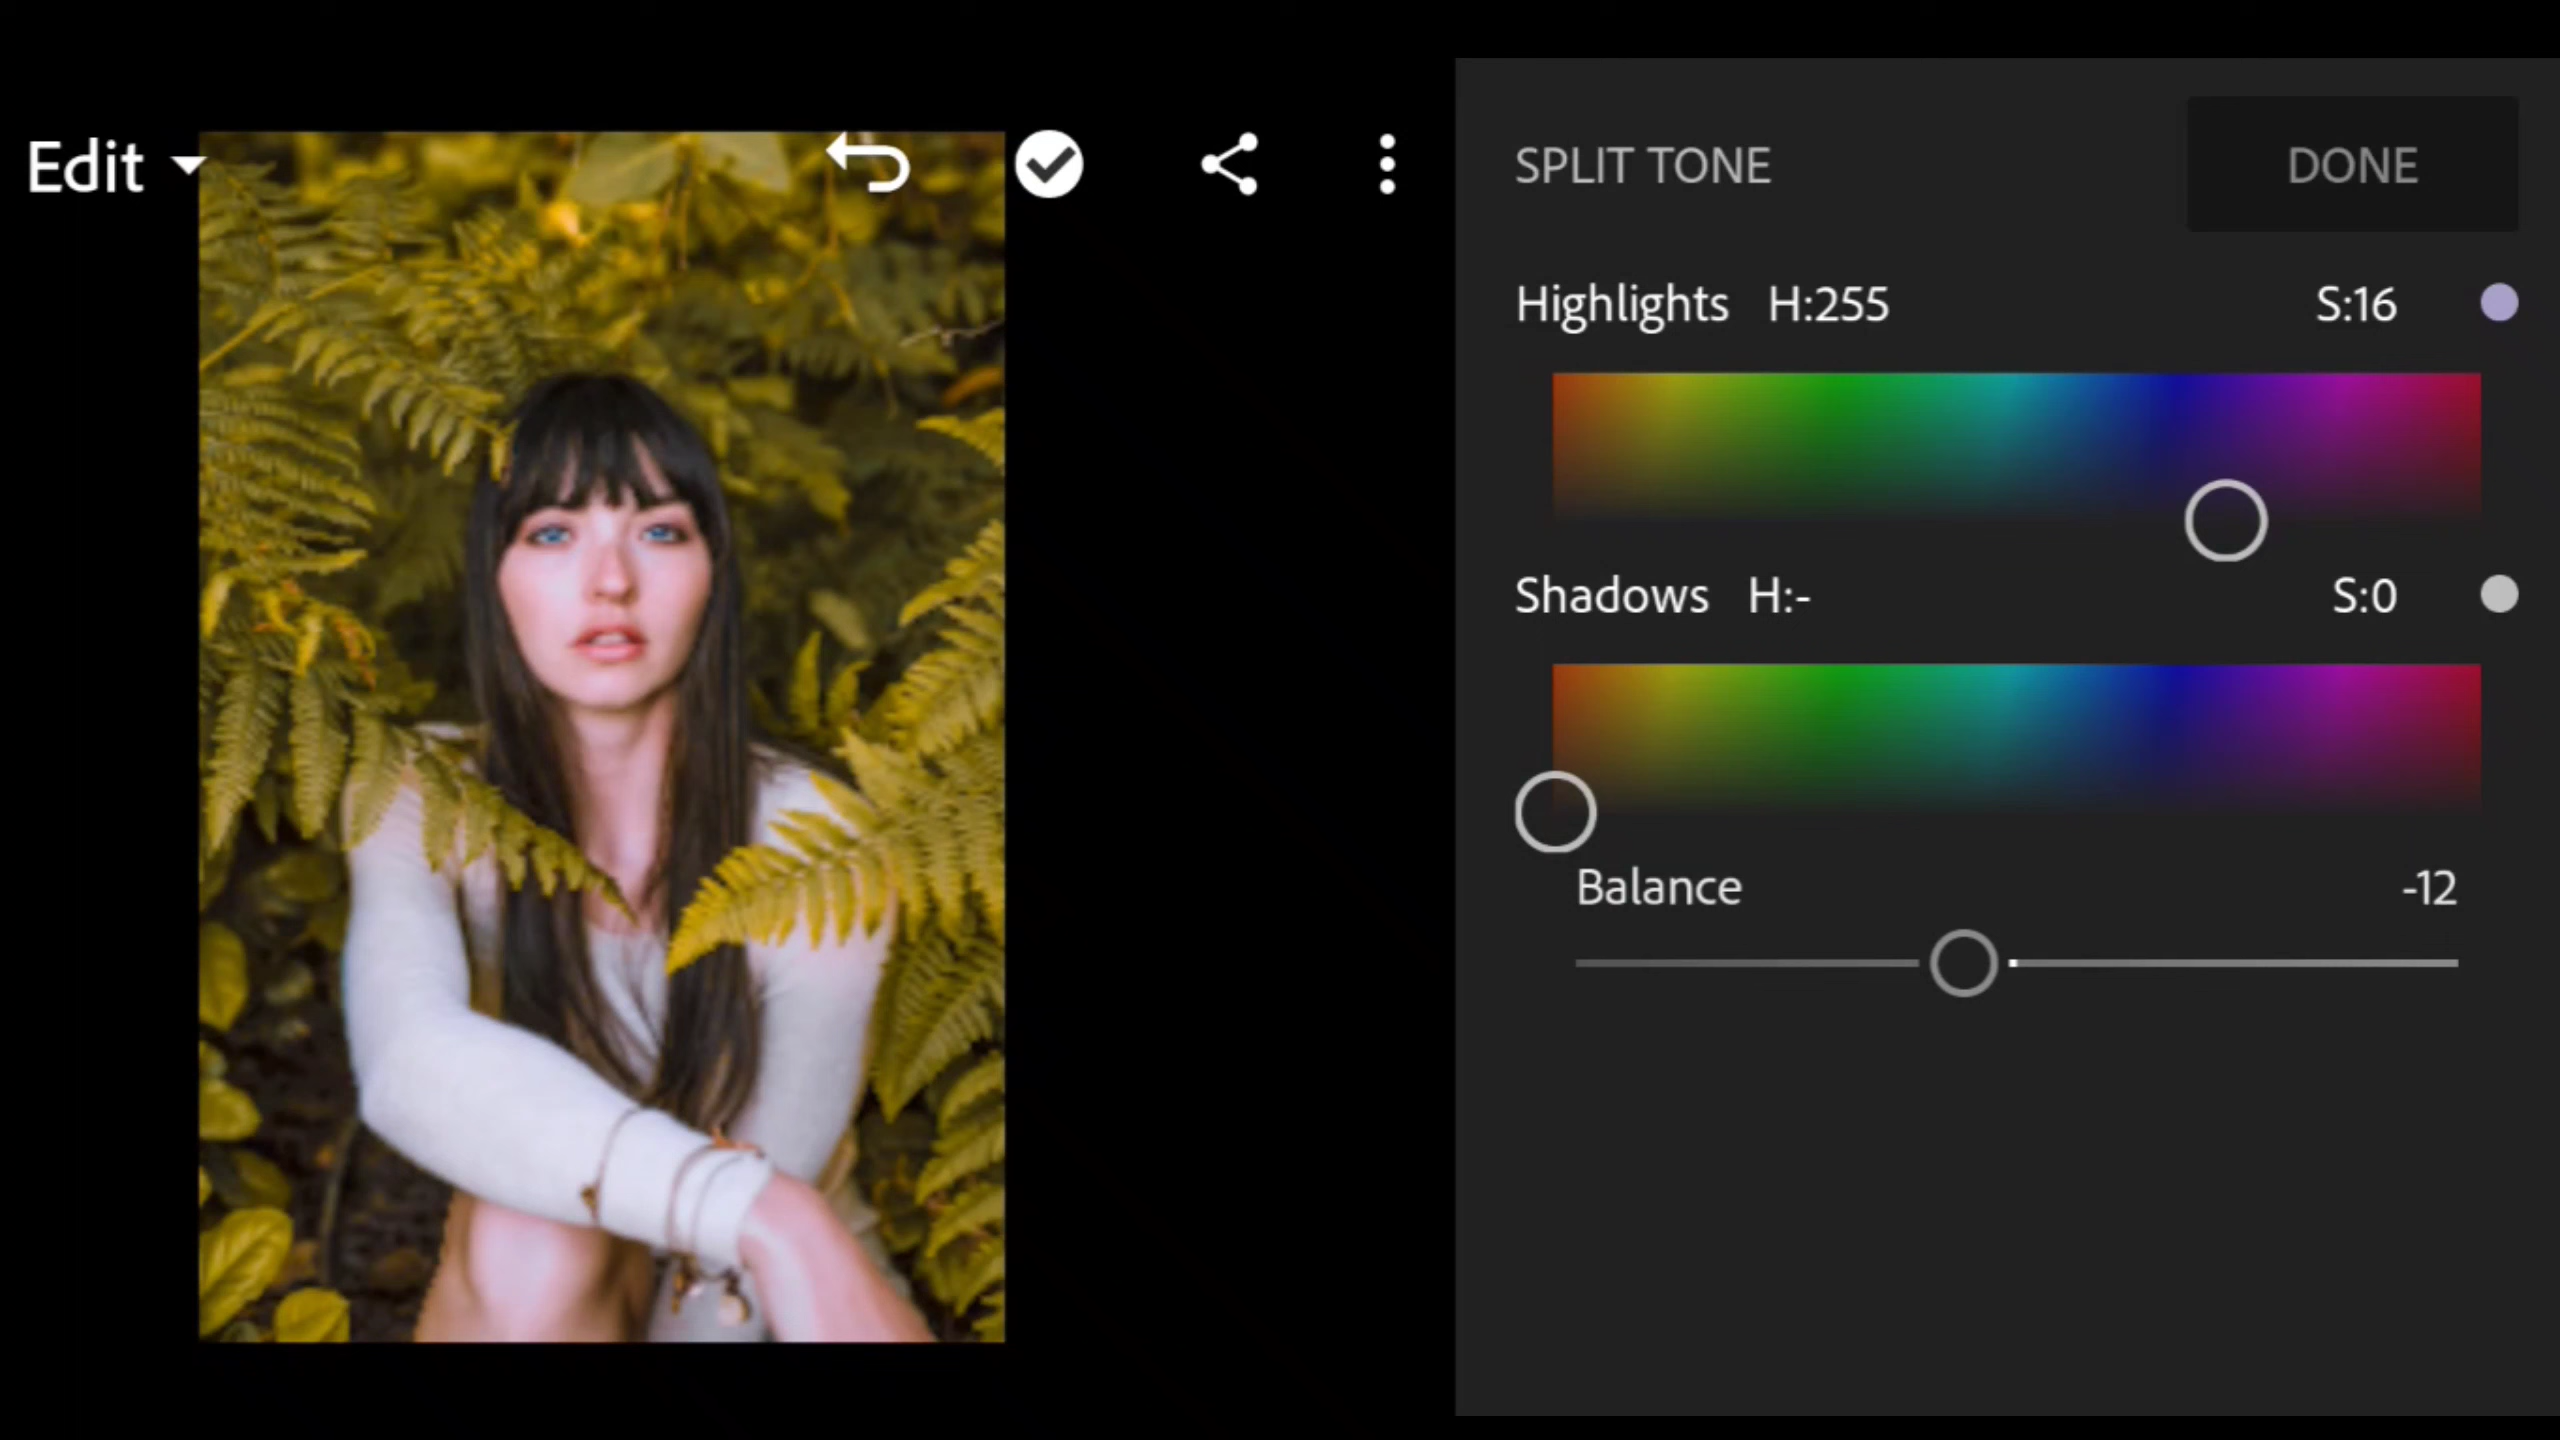 Edit
SPLIT TONE
DONE
Highlights H:255 S:16
Shadows H:- S:0
Balance -12